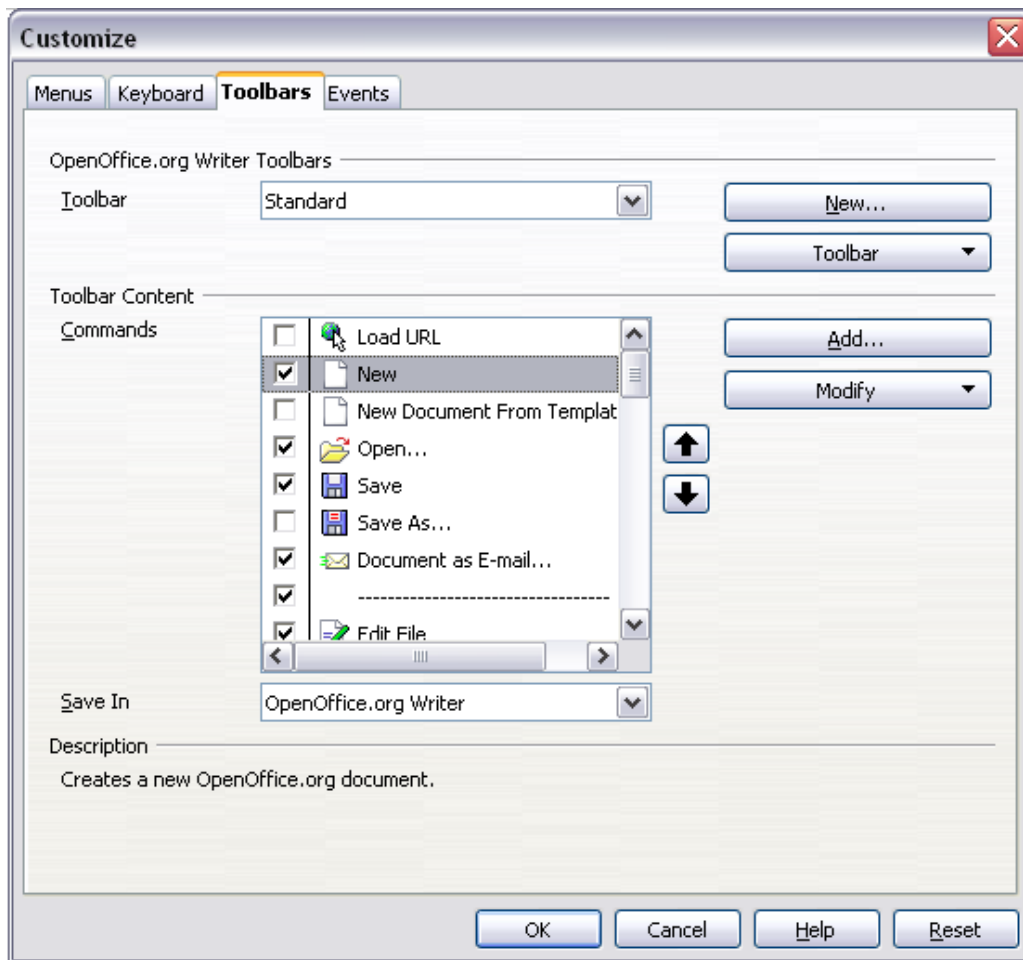 Customize
Menus Keyboard Toolbars Events
OpenOffice.org Writer Toolbars
Toolbar Standard New...
Toolbar
Toolbar Content
Commands Load URL Add...
New
Modify
New Document From Templat
Open...
Save
Save As...
Document as E-mail...
----------------------------------
Edit File
Save In OpenOffice.org Writer
Description
Creates a new OpenOffice.org document.
OK Cancel Help Reset